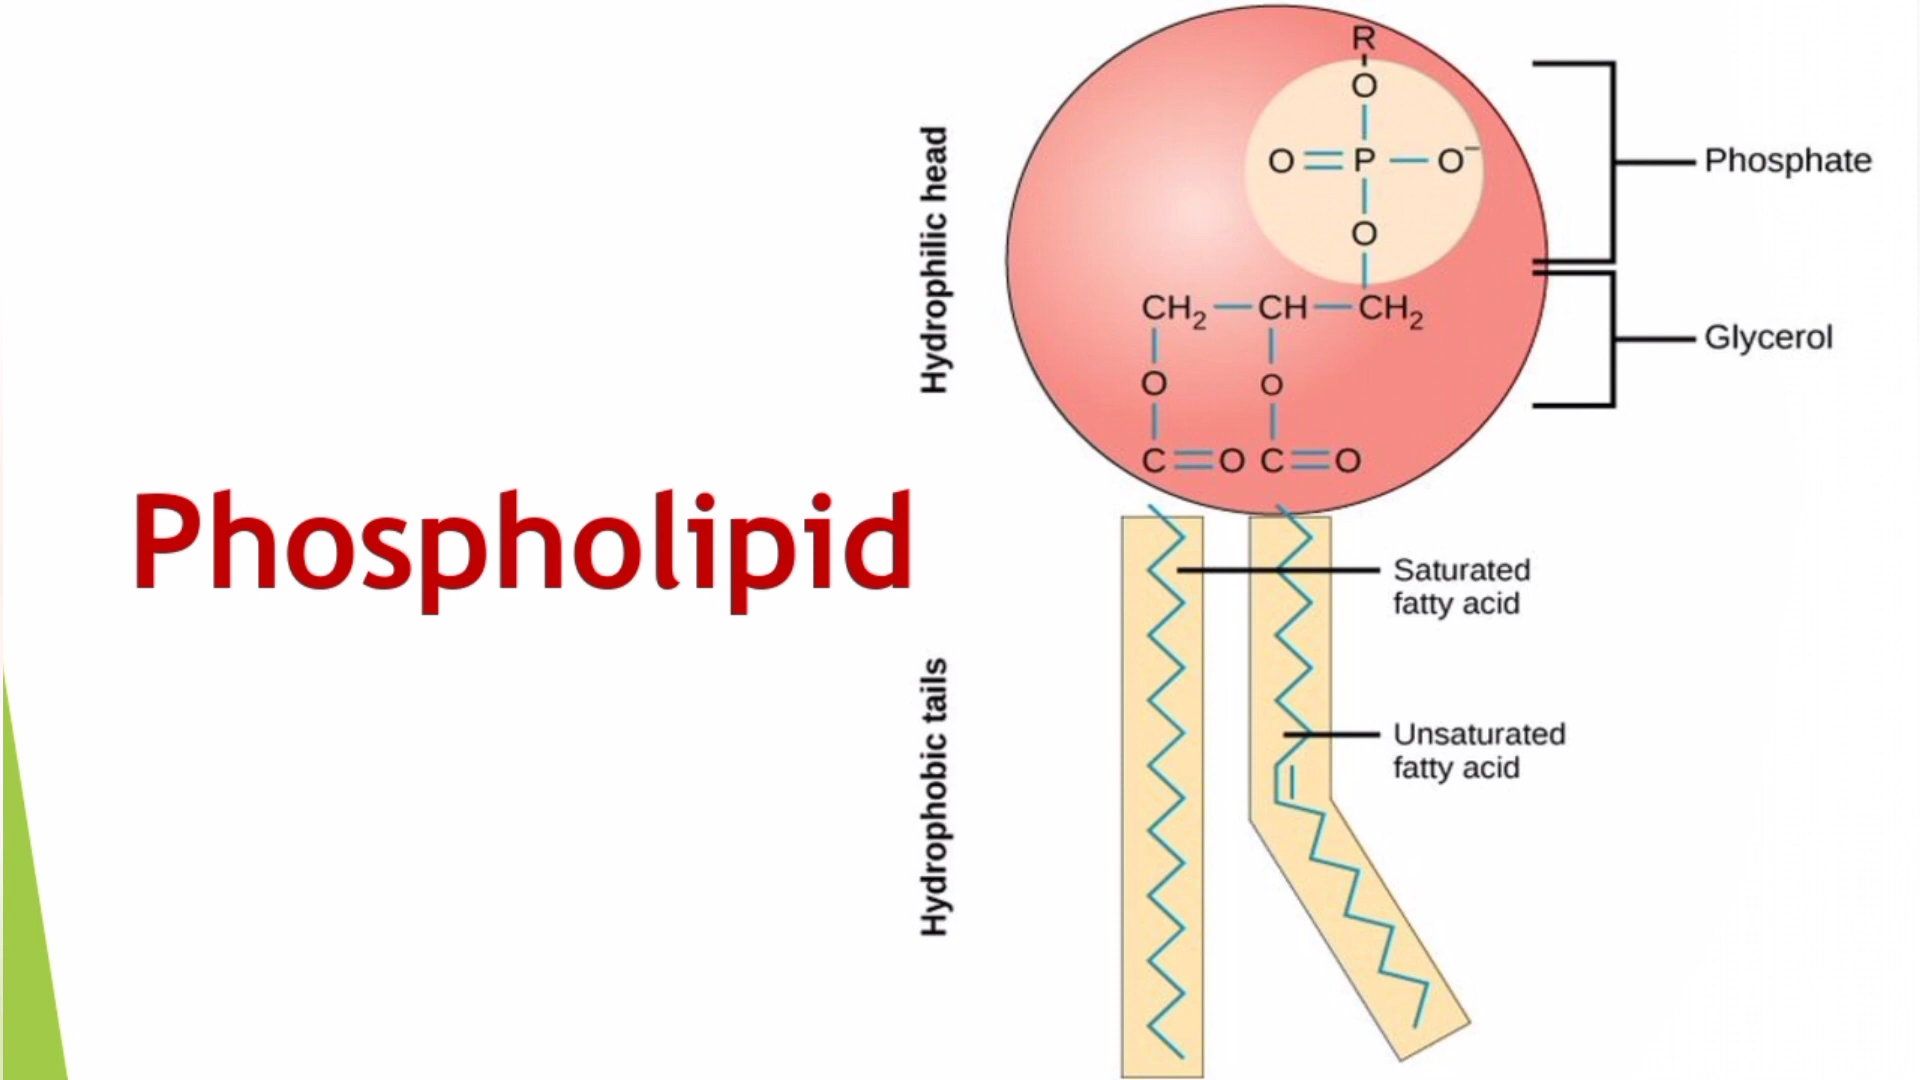 Phospholipid
Hydrophilic head
Hydrophobic tails
R
O
O=P—O⁻
O
CH₂—CH—CH₂
O O
C=O C=O
Phosphate
Glycerol
Saturated
fatty acid
Unsaturated
fatty acid